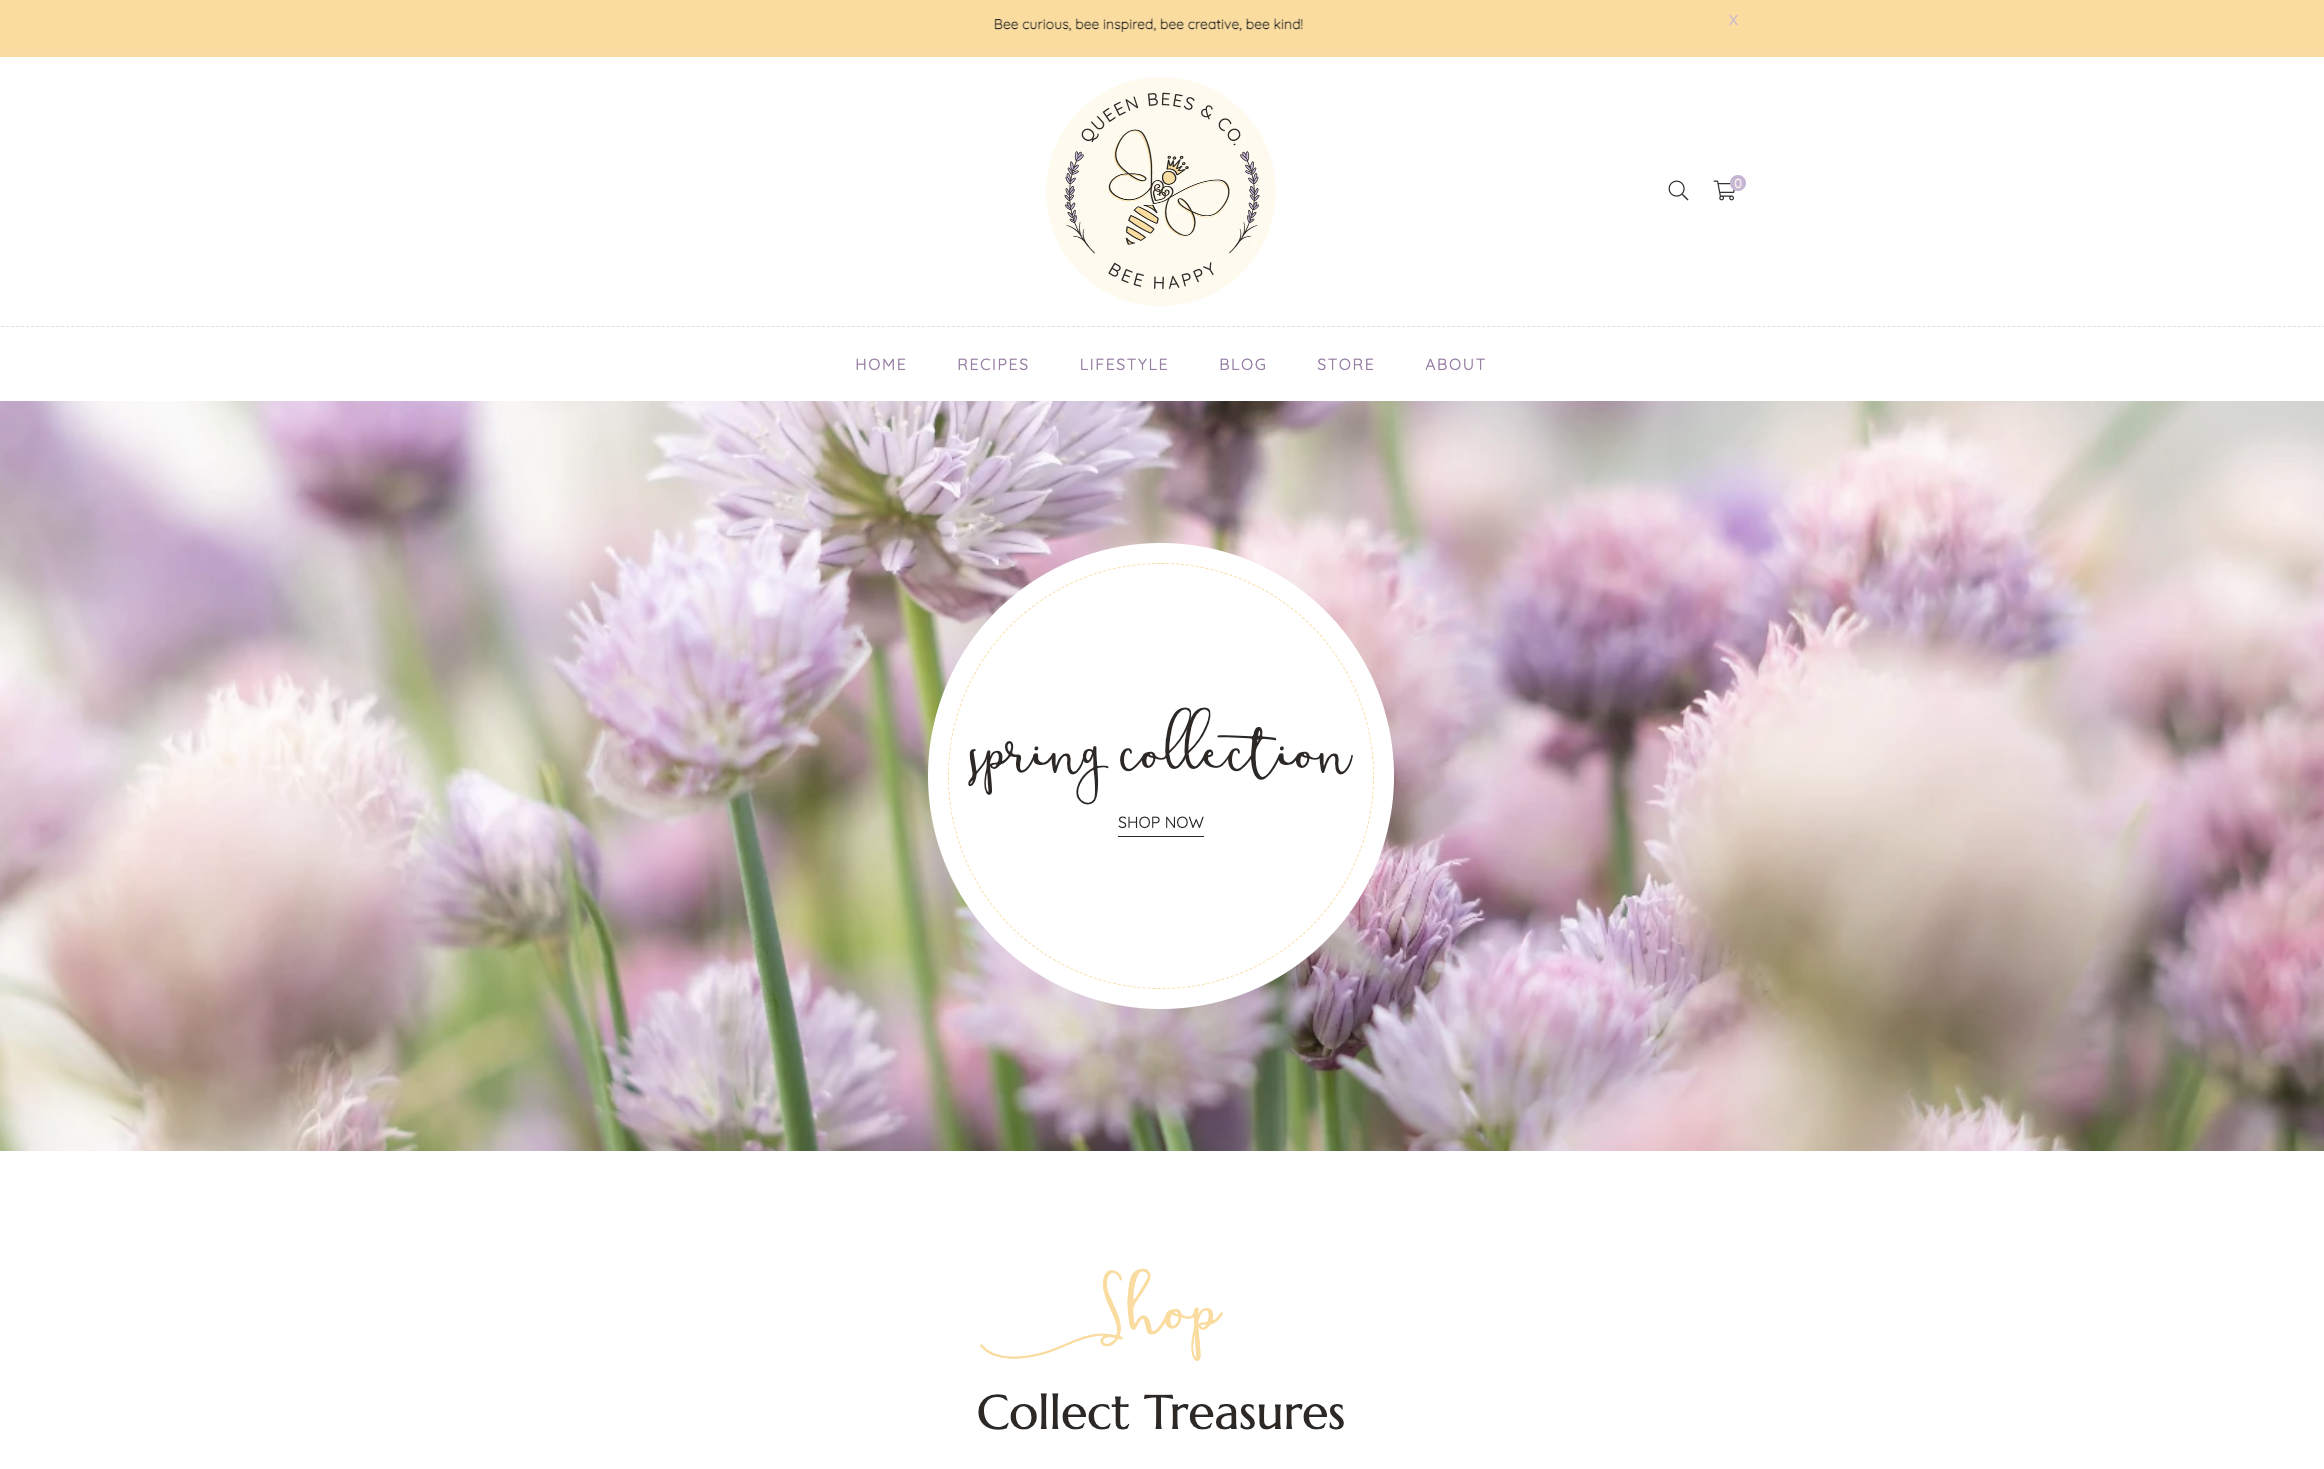 Bee curious, bee inspired, bee creative, bee kind!
X
QUEEN BEES & CO.
BEE HAPPY
0
HOME
RECIPES
LIFESTYLE
BLOG
STORE
ABOUT
spring collection
SHOP NOW
Shop
Collect Treasures